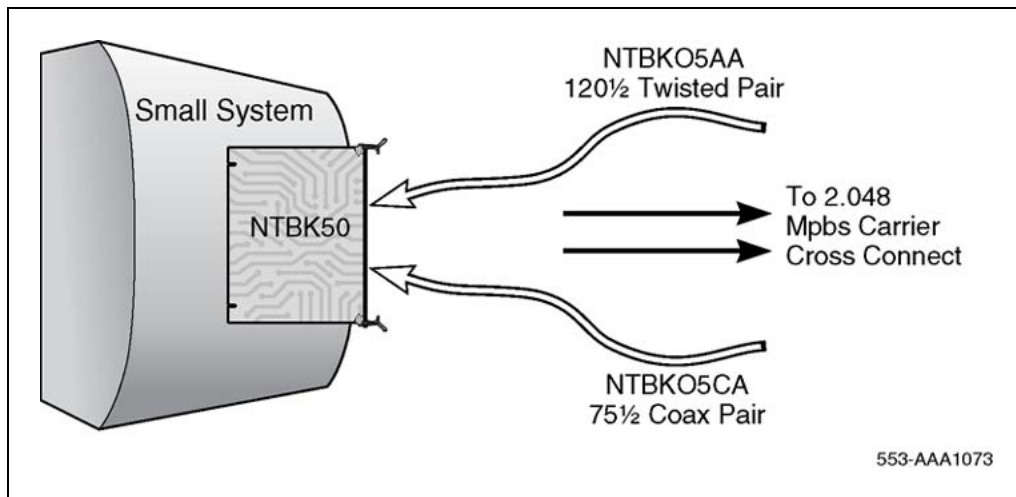 NTBKO5AA
120½ Twisted Pair
Small System
NTBK50
To 2.048
Mpbs Carrier
Cross Connect
NTBKO5CA
75½ Coax Pair
553-AAA1073